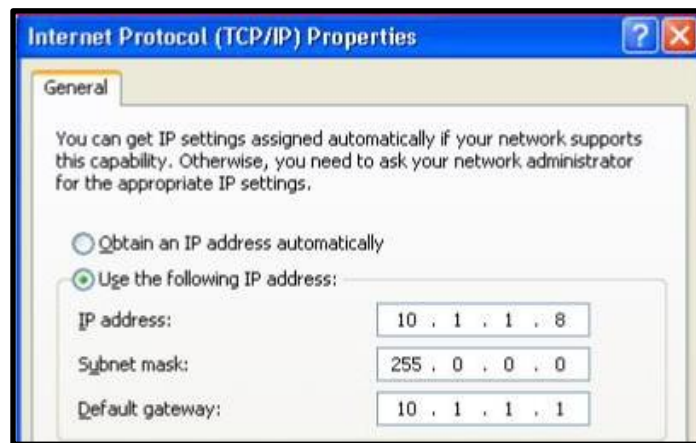 Internet Protocol (TCP/IP) Properties
General
You can get IP settings assigned automatically if your network supports
this capability. Otherwise, you need to ask your network administrator
for the appropriate IP settings.
Obtain an IP address automatically
Use the following IP address:
IP address: 10 . 1 . 1 . 8
Subnet mask: 255 . 0 . 0 . 0
Default gateway: 10 . 1 . 1 . 1